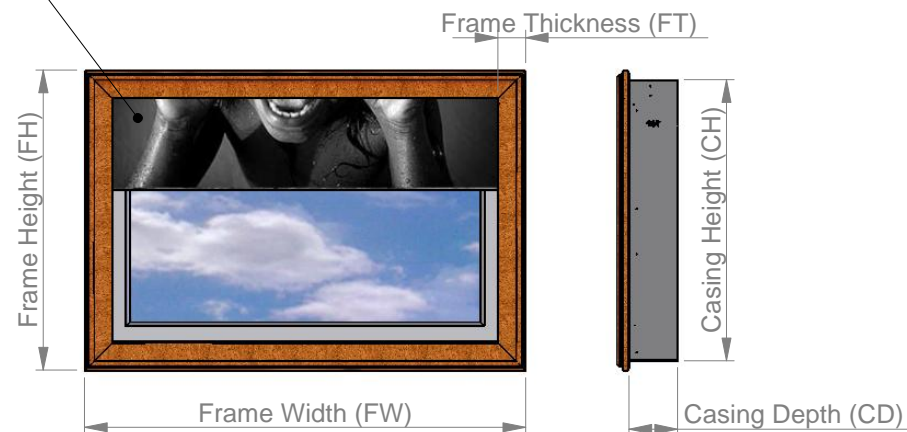 Frame Thickness (FT)
Frame Height (FH)
Casing Height (CH)
Frame Width (FW)
Casing Depth (CD)